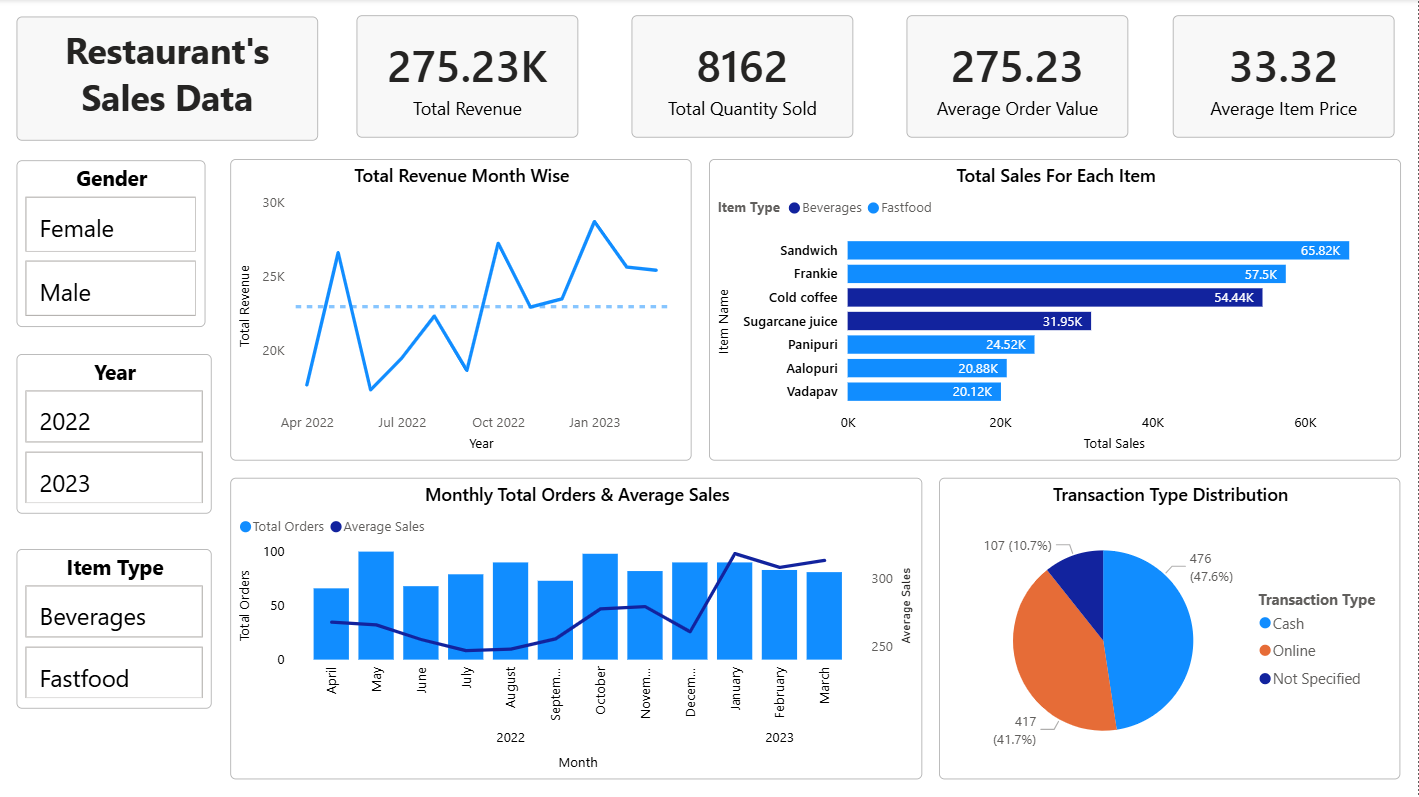 Restaurant's
Sales Data
275.23K
Total Revenue
8162
Total Quantity Sold
275.23
Average Order Value
33.32
Average Item Price
Gender
Female
Male
Year
2022
2023
Item Type
Beverages
Fastfood
Total Revenue Month Wise
Total Revenue
30K
25K
20K
Apr 2022 Jul 2022 Oct 2022 Jan 2023
Year
Total Sales For Each Item
Item Type Beverages Fastfood
Item Name
Sandwich 65.82K
Frankie 57.5K
Cold coffee 54.44K
Sugarcane juice 31.95K
Panipuri 24.52K
Aalopuri 20.88K
Vadapav 20.12K
0K 20K 40K 60K
Total Sales
Monthly Total Orders & Average Sales
Total Orders Average Sales
Total Orders
100
50
0
300
250
Average Sales
April May June July August Septem... October Novem... Decem... January February March
2022 2023
Month
Transaction Type Distribution
107 (10.7%)
476
(47.6%)
417
(41.7%)
Transaction Type
Cash
Online
Not Specified